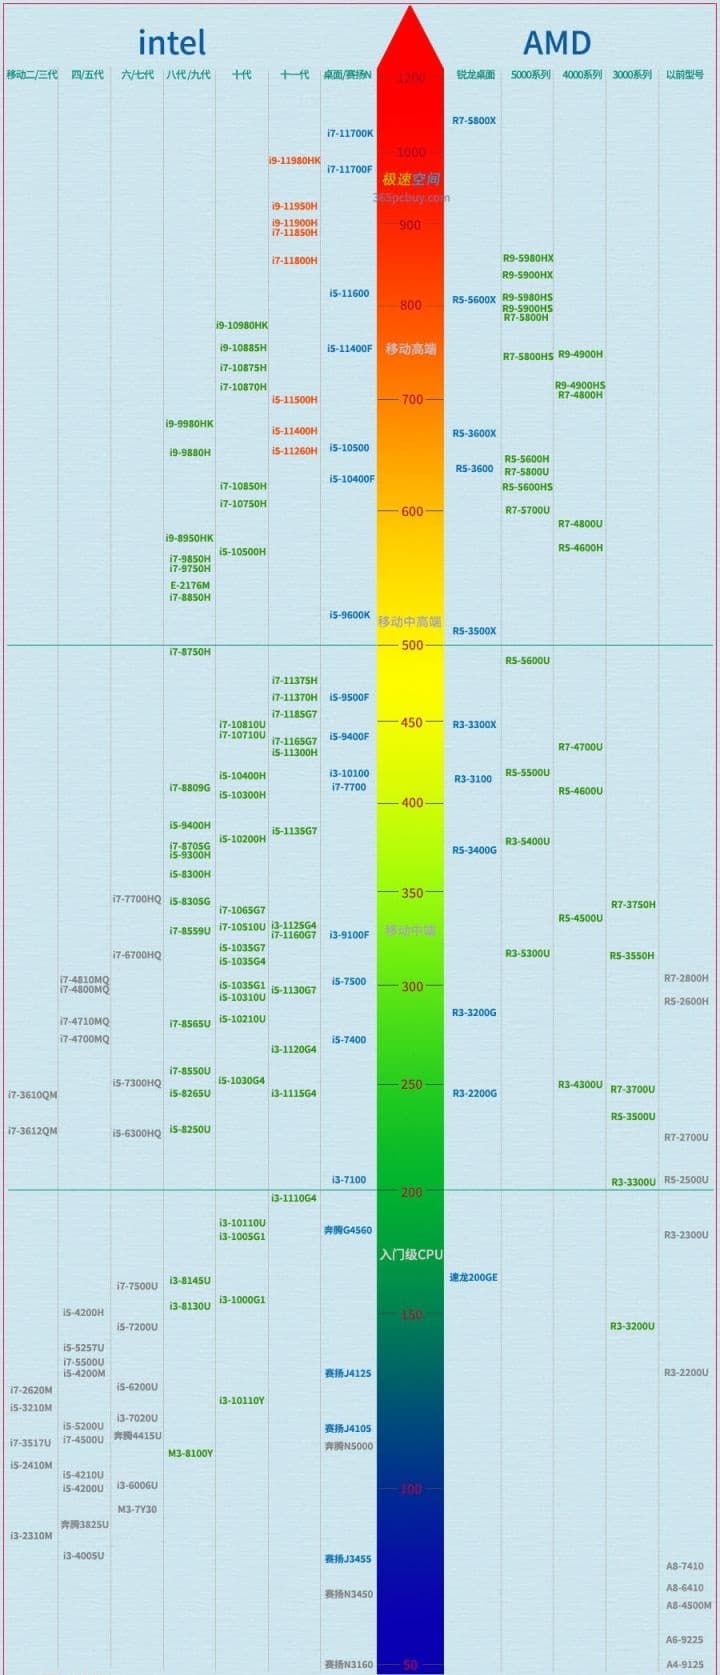 intel
AMD
移动二/三代
四/五代
六/七代
八代 /九代
十代
十一代
桌面/赛扬N
1200
锐龙桌面
5000系列
4000系列
3000系列
以前型号
R7-5800X
i7-11700K
1000
i9-11980HK
i7-11700F
极速空间
365pcbuy.com
i9-11950H
i9-11900H
900
i7-11850H
i7-11800H
R9-5980HX
R9-5900HX
i5-11600
R5-5600X
R9-5980HS
800
R9-5900HS
R7-5800H
i9-10980HK
i9-10885H
i5-11400F
移动高端
R9-4900H
R7-5800HS
i7-10875H
i7-10870H
R9-4900HS
R7-4800H
i5-11500H
700
i9-9980HK
i5-11400H
R5-3600X
i5-10500
i9-9880H
i5-11260H
R5-5600H
R5-3600
R7-5800U
i5-10400F
i7-10850H
R5-5600HS
i7-10750H
600
R7-5700U
R7-4800U
i9-8950HK
R5-4600H
i5-10500H
i7-9850H
i7-9750H
E-2176M
i7-8850H
i5-9600K
移动中高端
R5-3500X
500
i7-8750H
R5-5600U
i7-11375H
i7-11370H
i5-9500F
i7-1185G7
i7-10810U
450
R3-3300X
i7-10710U
i5-9400F
i7-1165G7
R7-4700U
i5-11300H
i3-10100
R5-5500U
i5-10400H
R3-3100
i7-8809G
i7-7700
R5-4600U
i5-10300H
400
i5-9400H
i5-1135G7
i5-10200H
R3-5400U
i7-8705G
R5-3400G
i5-9300H
i5-8300H
350
i7-7700HQ
i5-8305G
R7-3750H
i7-1065G7
R5-4500U
i3-1125G4
i7-10510U
i7-8559U
移动中端
i7-1160G7
i3-9100F
i5-1035G7
i7-6700HQ
R3-5300U
R5-3550H
i5-1035G4
i7-4810MQ
i5-7500
R7-2800H
i5-1035G1
300
i7-4800MQ
i5-1130G7
i5-10310U
R5-2600H
R3-3200G
i5-10210U
i7-4710MQ
i7-8565U
i7-4700MQ
i5-7400
i3-1120G4
i7-8550U
i5-1030G4
i5-7300HQ
250
R3-4300U
R7-3700U
i7-3610QM
i5-8265U
i3-1115G4
R3-2200G
R5-3500U
i5-8250U
i7-3612QM
i5-6300HQ
R7-2700U
i3-7100
R5-2500U
R3-3300U
200
i3-1110G4
i3-10110U
奔腾G4560
R3-2300U
i3-1005G1
入门级CPU
速龙200GE
i3-8145U
i7-7500U
i3-1000G1
i3-8130U
i5-4200H
150
i5-7200U
R3-3200U
i5-5257U
i7-5500U
i5-4200M
赛扬J4125
R3-2200U
i5-6200U
i7-2620M
i3-10110Y
i5-3210M
i3-7020U
i5-5200U
赛扬J4105
奔腾4415U
i7-4500U
i7-3517U
奔腾N5000
M3-8100Y
i5-2410M
i5-4210U
i3-6006U
i5-4200U
100
M3-7Y30
奔腾3825U
i3-2310M
i3-4005U
赛扬J3455
A8-7410
A8-6410
赛扬N3450
A8-4500M
A6-9225
赛扬N3160
50
A4-9125